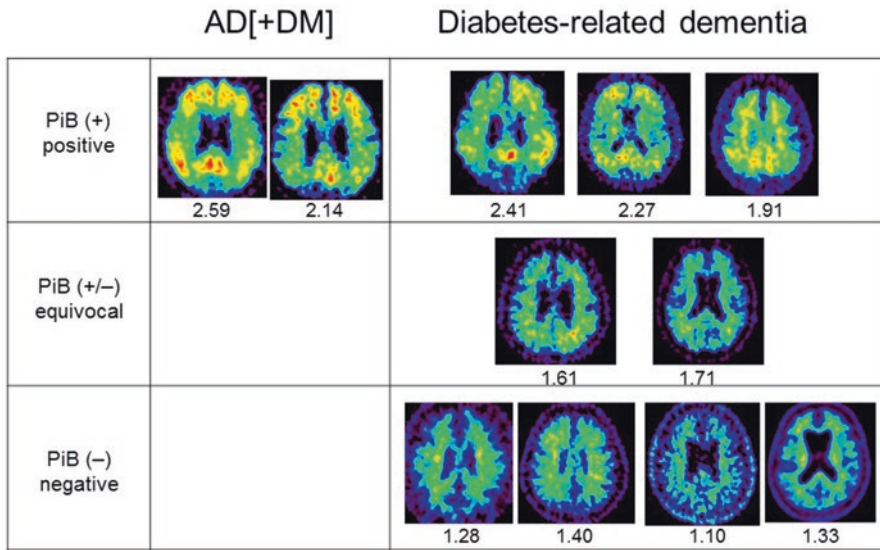 AD[+DM] Diabetes-related dementia
PiB (+)
positive
2.59 2.14 2.41 2.27 1.91
PiB (+/–)
equivocal
1.61 1.71
PiB (–)
negative
1.28 1.40 1.10 1.33